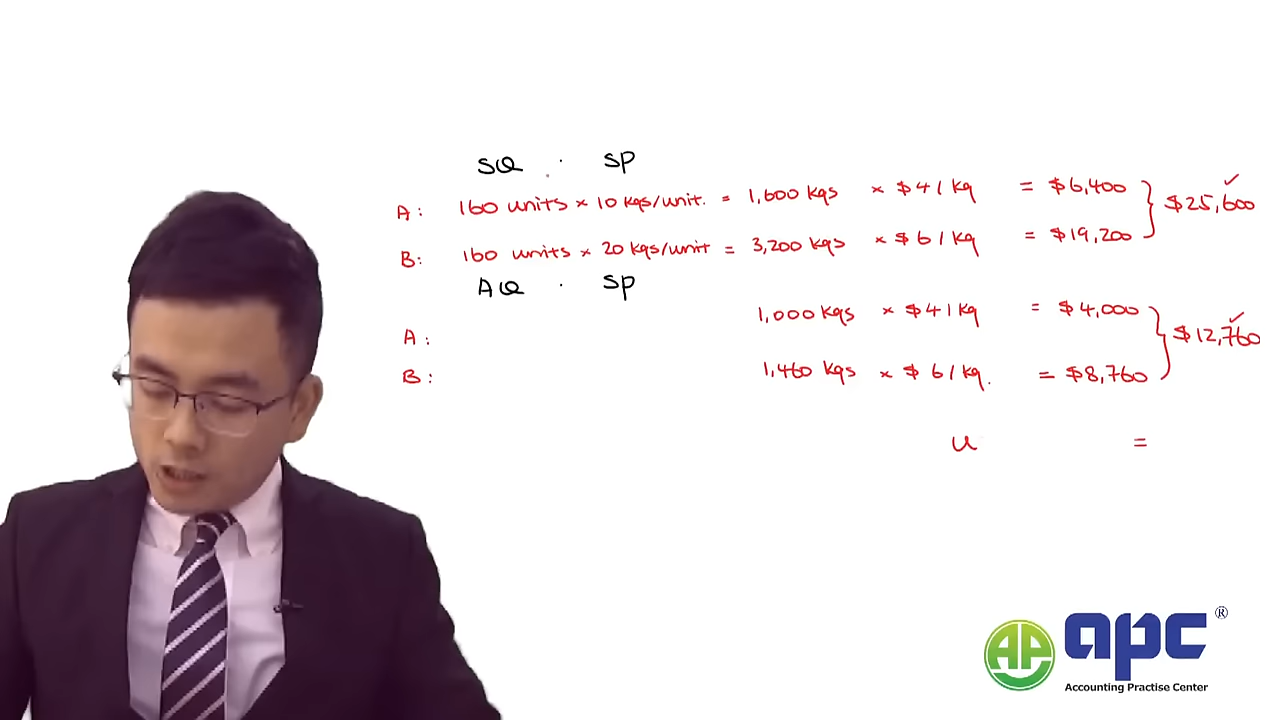 SQ · SP
A: 160 units × 10 kgs/unit. = 1,600 kgs × $4/kg = $6,400
$25,600 ✓
B: 160 units × 20 kgs/unit = 3,200 kgs × $6/kg = $19,200
AQ · SP
A: 1,000 kgs × $4/kg = $4,000
$12,760 ✓
B: 1,460 kgs × $6/kg. = $8,760
u =
AP apc ®
Accounting Practise Center